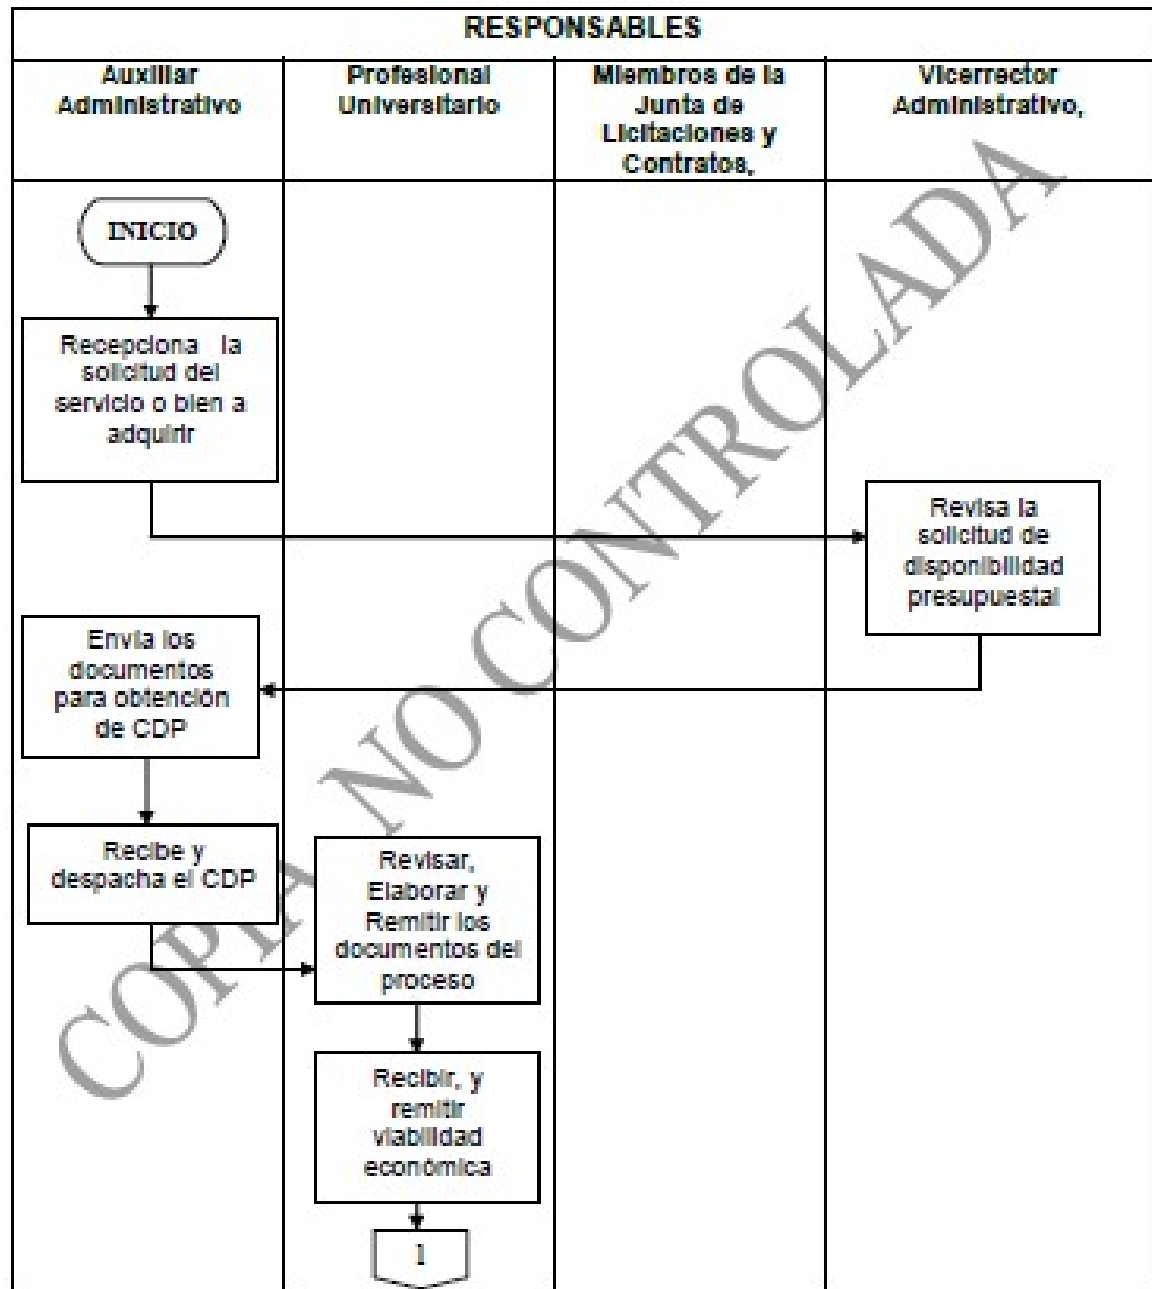 RESPONSABLES
Auxiliar
Administrativo
Profesional
Universitario
Miembros de la
Junta de
Licitaciones y
Contratos,
Vicerrector
Administrativo,
INICIO
Recepciona la
solicitud del
servicio o bien a
adquirir
Revisa la
solicitud de
disponibilidad
presupuestal
Envía los
documentos
para obtención
de CDP
Recibe y
despacha el CDP
Revisar,
Elaborar y
Remitir los
documentos del
proceso
Recibir, y
remitir
viabilidad
económica
1
COPIA NO CONTROLADA